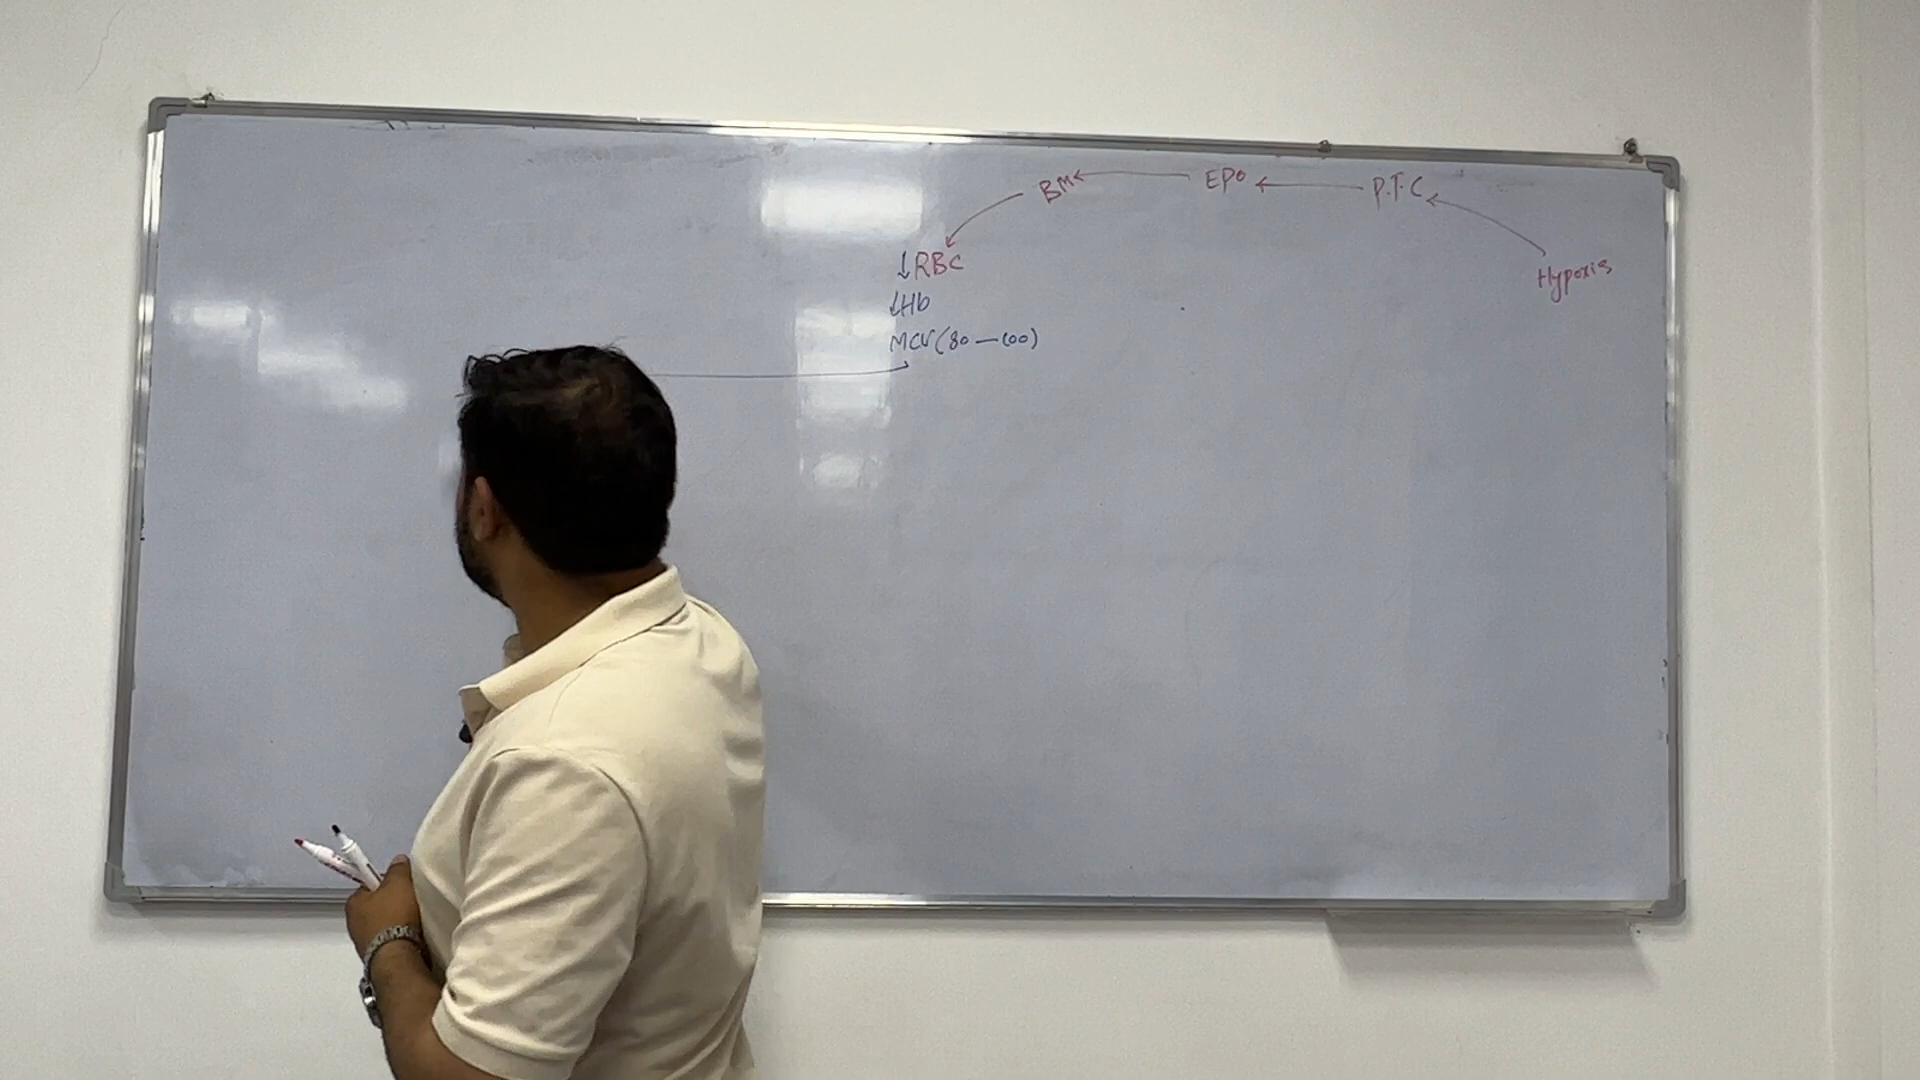 BM ← EPO ← P.T.C ← Hypoxia
↓RBC
↓Hb
MCV (80 — 100)